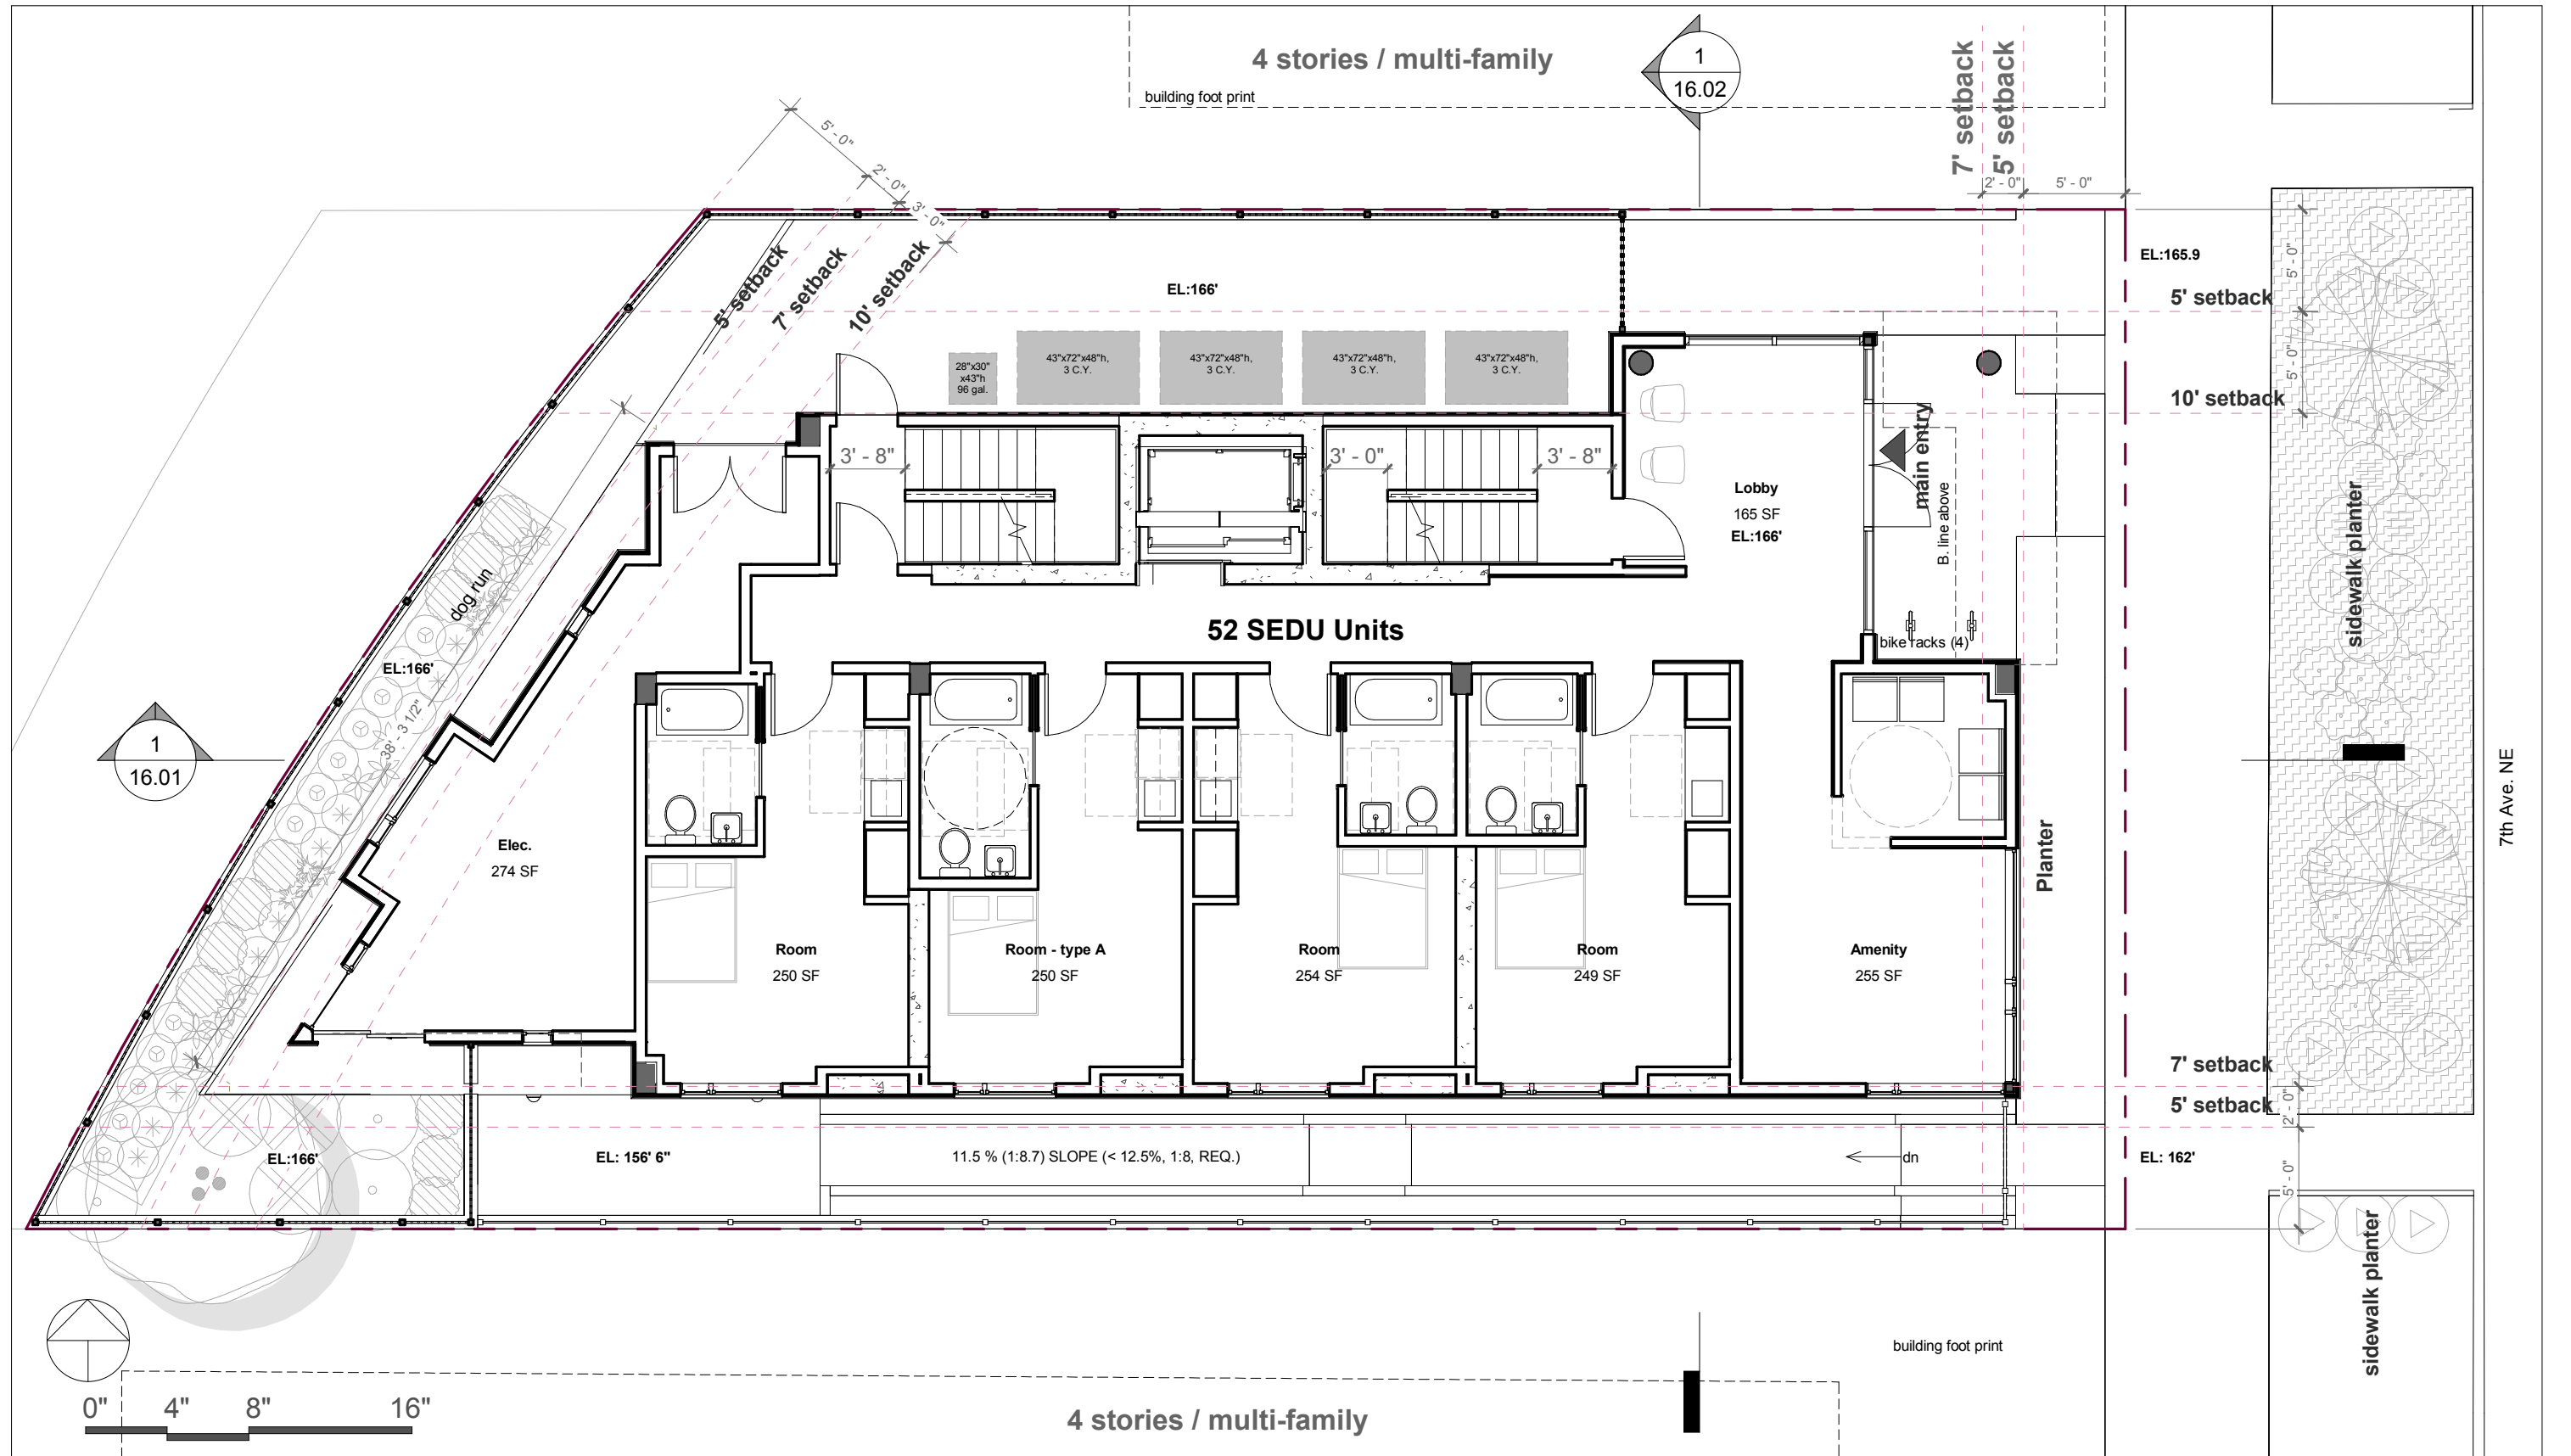 4 stories / multi-family
building foot print
1
16.02
7' setback
5' setback
5' - 0"
2' - 0"
3' - 0"
2' - 0"
5' - 0"
5' setback
7' setback
10' setback
EL:166'
EL:165.9
5' - 0"
5' setback
5' - 0"
10' setback
28"x30"
x43"h
96 gal.
43"x72"x48"h,
3 C.Y.
43"x72"x48"h,
3 C.Y.
43"x72"x48"h,
3 C.Y.
43"x72"x48"h,
3 C.Y.
3' - 8"
3' - 0"
3' - 8"
Lobby
165 SF
EL:166'
main entry
B. line above
bike racks (4)
sidewalk planter
dog run
EL:166'
38' - 3 1/2"
52 SEDU Units
1
16.01
7th Ave. NE
Elec.
274 SF
Planter
Room
250 SF
Room - type A
250 SF
Room
254 SF
Room
249 SF
Amenity
255 SF
7' setback
5' setback
2' - 0"
5' - 0"
EL:166'
EL: 156' 6"
11.5 % (1:8.7) SLOPE (< 12.5%, 1:8, REQ.)
dn
EL: 162'
sidewalk planter
building foot print
0"
4"
8"
16"
4 stories / multi-family